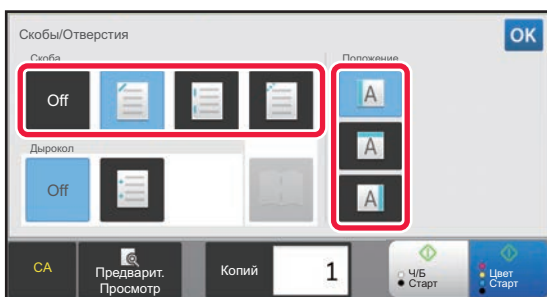 Скобы/Отверстия
OK
Скоба
Положение
Off
A
A
A
Дырокол
Off
CA
Предварит.
Просмотр
Копий
1
Ч/Б
Старт
Цвет
Старт